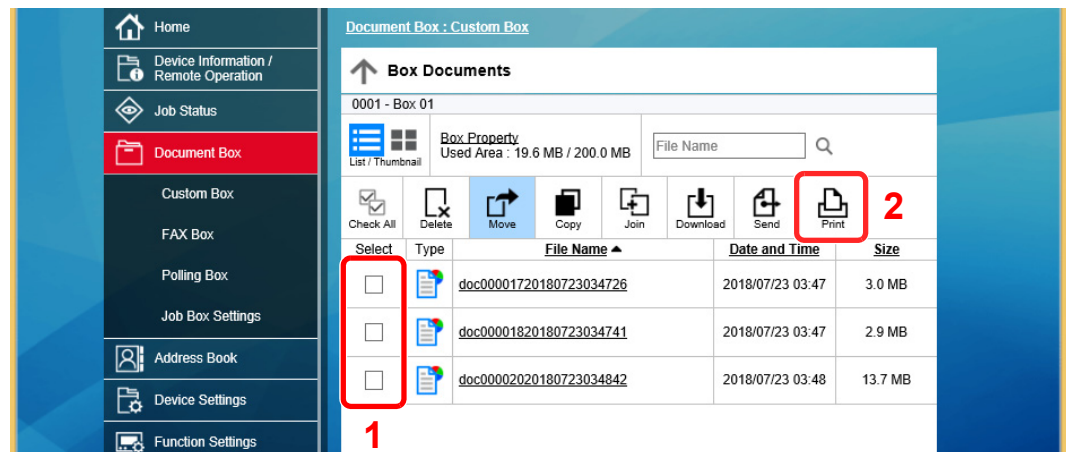 Home
Device Information /
Remote Operation
Job Status
Document Box
Custom Box
FAX Box
Polling Box
Job Box Settings
Address Book
Device Settings
Function Settings
Document Box : Custom Box
Box Documents
0001 - Box 01
List / Thumbnail
Box Property
Used Area : 19.6 MB / 200.0 MB
File Name
Check All Delete Move Copy Join Download Send Print
2
Select Type File Name Date and Time Size
doc00001720180723034726 2018/07/23 03:47 3.0 MB
doc00001820180723034741 2018/07/23 03:47 2.9 MB
doc00002020180723034842 2018/07/23 03:48 13.7 MB
1